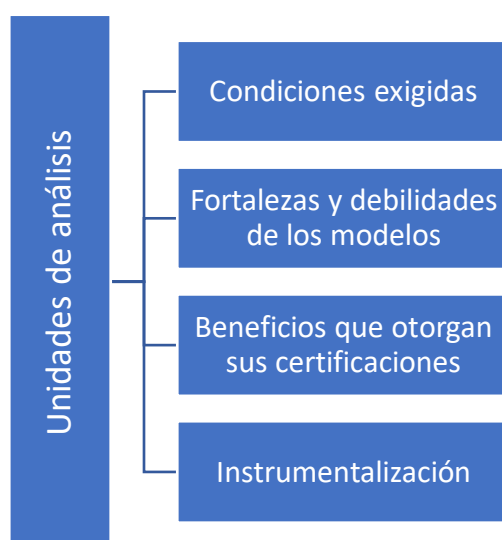 Unidades de análisis
Condiciones exigidas
Fortalezas y debilidades
de los modelos
Beneficios que otorgan
sus certificaciones
Instrumentalización